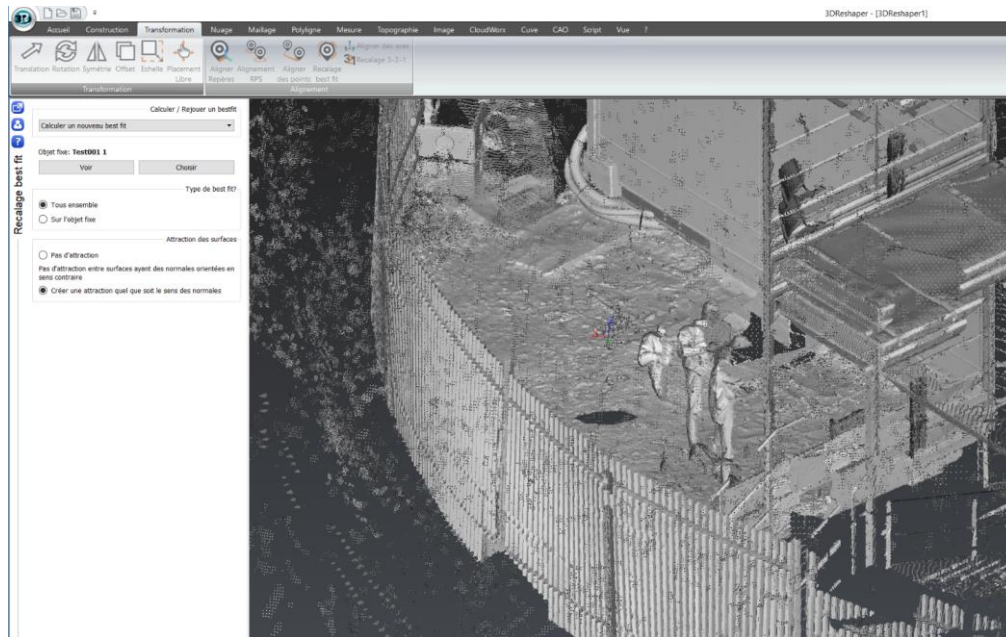 3DReshaper - [3DReshaper1]
3D
Accueil Construction Transformation Nuage Maillage Polyligne Mesure Topographie Image CloudWorx Cuve CAO Script Vue ?
Translation Rotation Symétrie Offset Echelle Placement Libre
Aligner Repères Alignement RPS Aligner des points Recalage best fit
Aligner des axes
Recalage 3-2-1
Transformation
Alignement
Recalage best fit
Calculer / Rejouer un bestfit
Calculer un nouveau best fit
Objet fixe: Test001 1
Voir Choisir
Type de best fit?
Tous ensemble
Sur l'objet fixe
Attraction des surfaces
Pas d'attraction
Pas d'attraction entre surfaces ayant des normales orientées en
sens contraire
Créer une attraction quel que soit le sens des normales